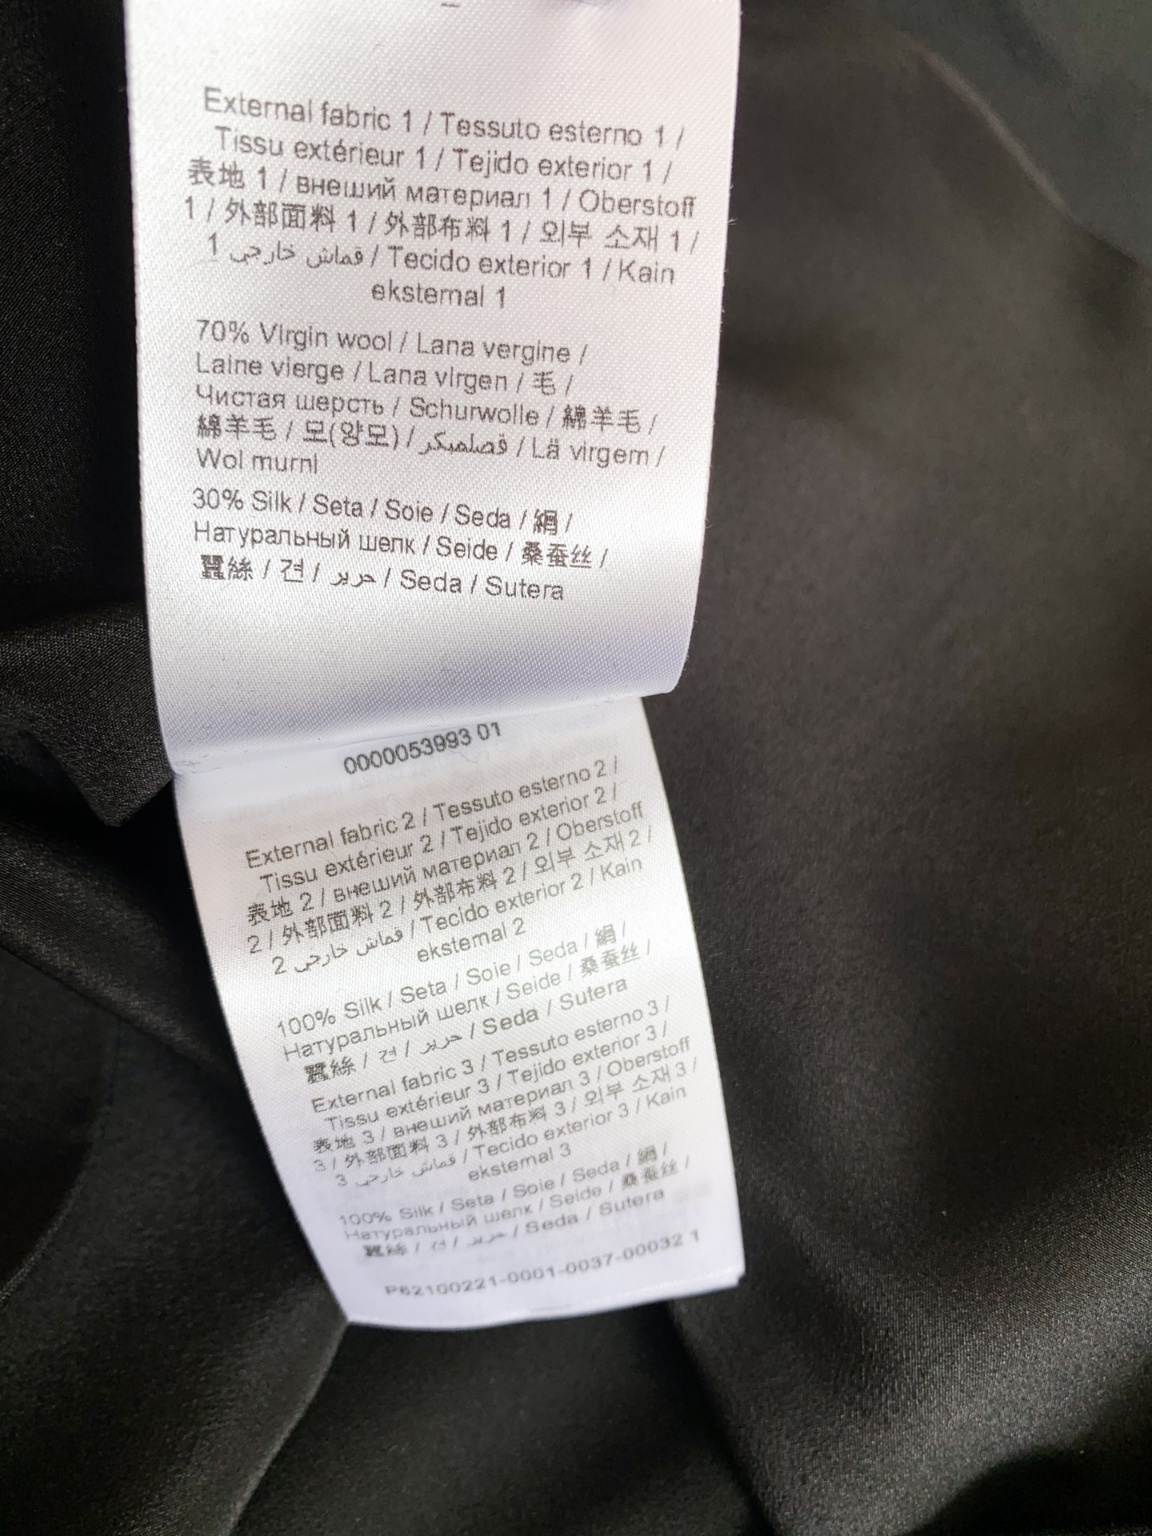 External fabric 1 / Tessuto esterno 1 /
Tissu extérieur 1 / Tejido exterior 1 /
表地 1 / внеший материал 1 / Oberstoff
1 / 外部面料 1 / 外部布料 1 / 외부 소재 1 /
قماش خارجي 1 / Tecido exterior 1 / Kain
eksternal 1
70% Virgin wool / Lana vergine /
Laine vierge / Lana virgen / 毛 /
Чистая шерсть / Schurwolle / 綿羊毛 /
綿羊毛 / 모(양모) / قصلميكر / Lä virgem /
Wol murni
30% Silk / Seta / Soie / Seda / 絹 /
Натуральный шелк / Seide / 桑蚕丝 /
蠶絲 / 견 / حرير / Seda / Sutera
0000053993 01
External fabric 2 / Tessuto esterno 2 /
Tissu extérieur 2 / Tejido exterior 2 /
表地 2 / внеший материал 2 / Oberstoff
2 / 外部面料 2 / 外部布料 2 / 외부 소재 2 /
قماش خارجي 2 / Tecido exterior 2 / Kain
eksternal 2
100% Silk / Seta / Soie / Seda / 絹 /
Натуральный шелк / Seide / 桑蚕丝 /
蠶絲 / 견 / حرير / Seda / Sutera
External fabric 3 / Tessuto esterno 3 /
Tissu extérieur 3 / Tejido exterior 3 /
表地 3 / внеший материал 3 / Oberstoff
3 / 外部面料 3 / 外部布料 3 / 외부 소재 3 /
قماش خارجي 3 / Tecido exterior 3 / Kain
eksternal 3
100% Silk / Seta / Soie / Seda / 絹 /
Натуральный шелк / Seide / 桑蚕丝 /
蠶絲 / 견 / حرير / Seda / Sutera
P62100221-0001-0037-00032 1